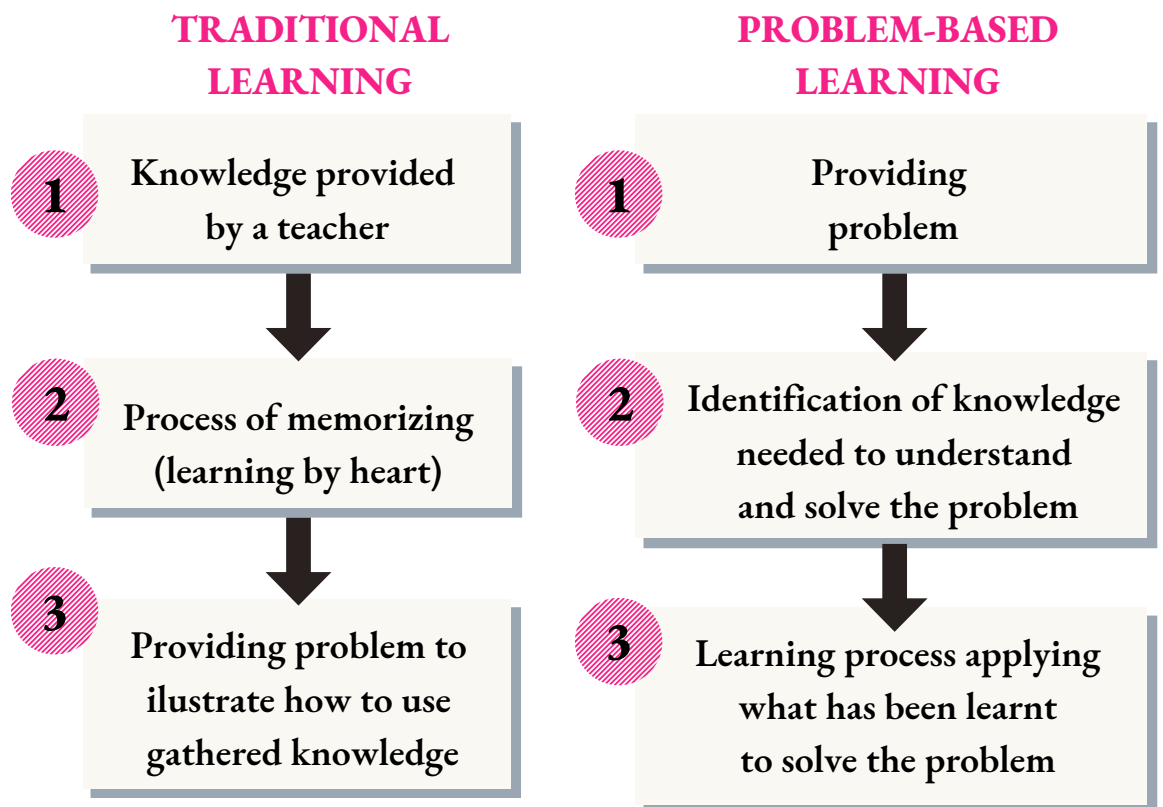 TRADITIONAL
LEARNING
1
Knowledge provided
by a teacher
2
Process of memorizing
(learning by heart)
3
Providing problem to
ilustrate how to use
gathered knowledge
PROBLEM-BASED
LEARNING
1
Providing
problem
2
Identification of knowledge
needed to understand
and solve the problem
3
Learning process applying
what has been learnt
to solve the problem